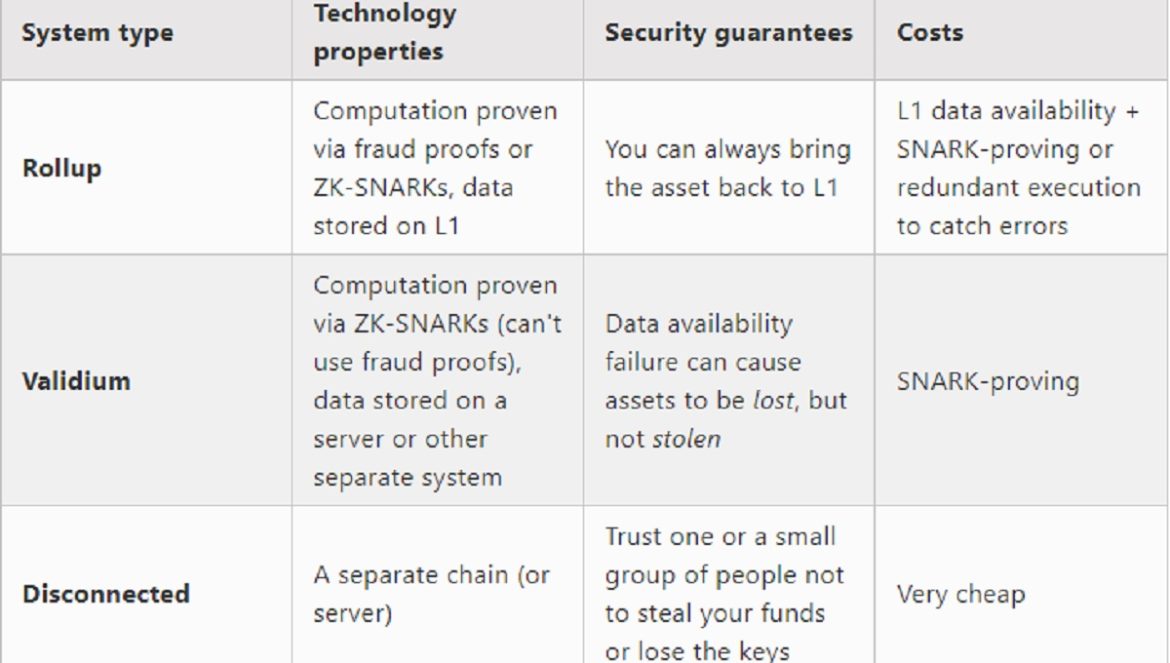 System type
Technology
properties
Security guarantees
Costs
Rollup
Computation proven
via fraud proofs or
ZK-SNARKs, data
stored on L1
You can always bring
the asset back to L1
L1 data availability +
SNARK-proving or
redundant execution
to catch errors
Validium
Computation proven
via ZK-SNARKs (can't
use fraud proofs),
data stored on a
server or other
separate system
Data availability
failure can cause
assets to be lost, but
not stolen
SNARK-proving
Disconnected
A separate chain (or
server)
Trust one or a small
group of people not
to steal your funds
or lose the keys
Very cheap